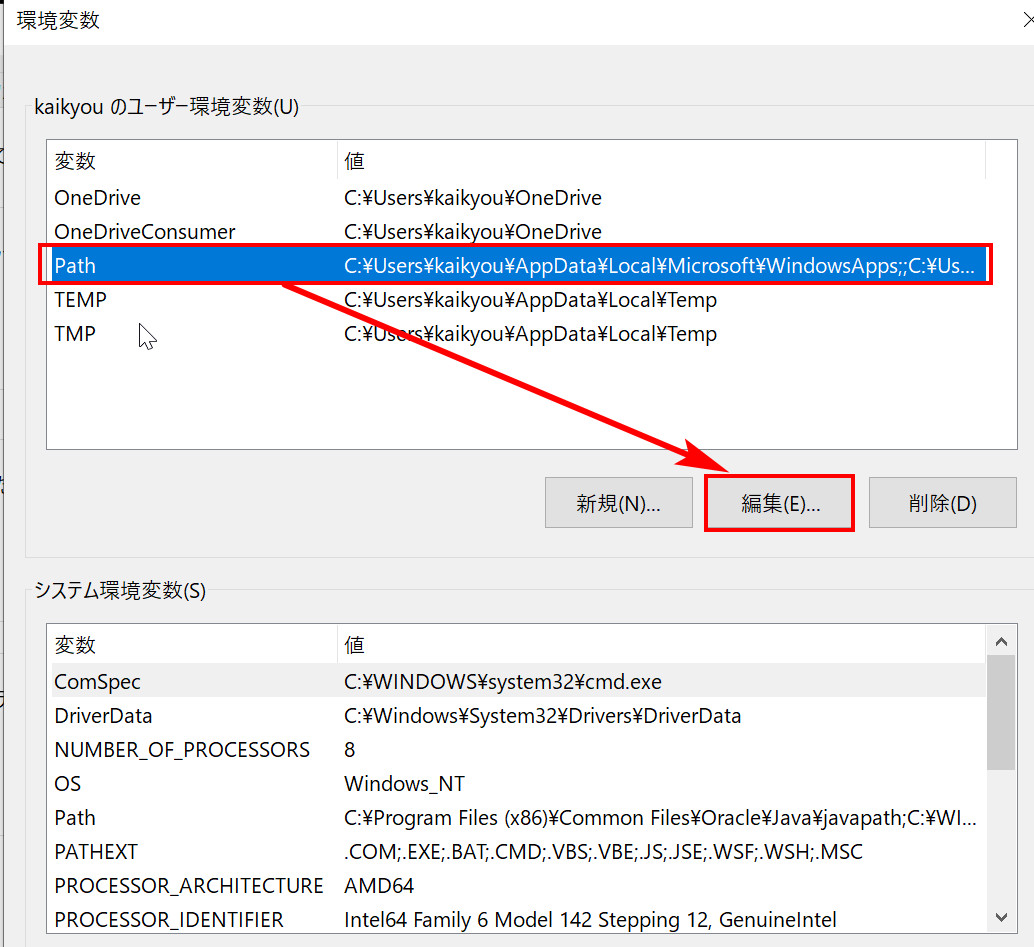 環境変数
kaikyou のユーザー環境変数(U)
変数 値
OneDrive C:¥Users¥kaikyou¥OneDrive
OneDriveConsumer C:¥Users¥kaikyou¥OneDrive
Path C:¥Users¥kaikyou¥AppData¥Local¥Microsoft¥WindowsApps;;C:¥Us...
TEMP C:¥Users¥kaikyou¥AppData¥Local¥Temp
TMP C:¥Users¥kaikyou¥AppData¥Local¥Temp
新規(N)... 編集(E)... 削除(D)
システム環境変数(S)
変数 値
ComSpec C:¥WINDOWS¥system32¥cmd.exe
DriverData C:¥Windows¥System32¥Drivers¥DriverData
NUMBER_OF_PROCESSORS 8
OS Windows_NT
Path C:¥Program Files (x86)¥Common Files¥Oracle¥Java¥javapath;C:¥WI...
PATHEXT .COM;.EXE;.BAT;.CMD;.VBS;.VBE;.JS;.JSE;.WSF;.WSH;.MSC
PROCESSOR_ARCHITECTURE AMD64
PROCESSOR_IDENTIFIER Intel64 Family 6 Model 142 Stepping 12, GenuineIntel